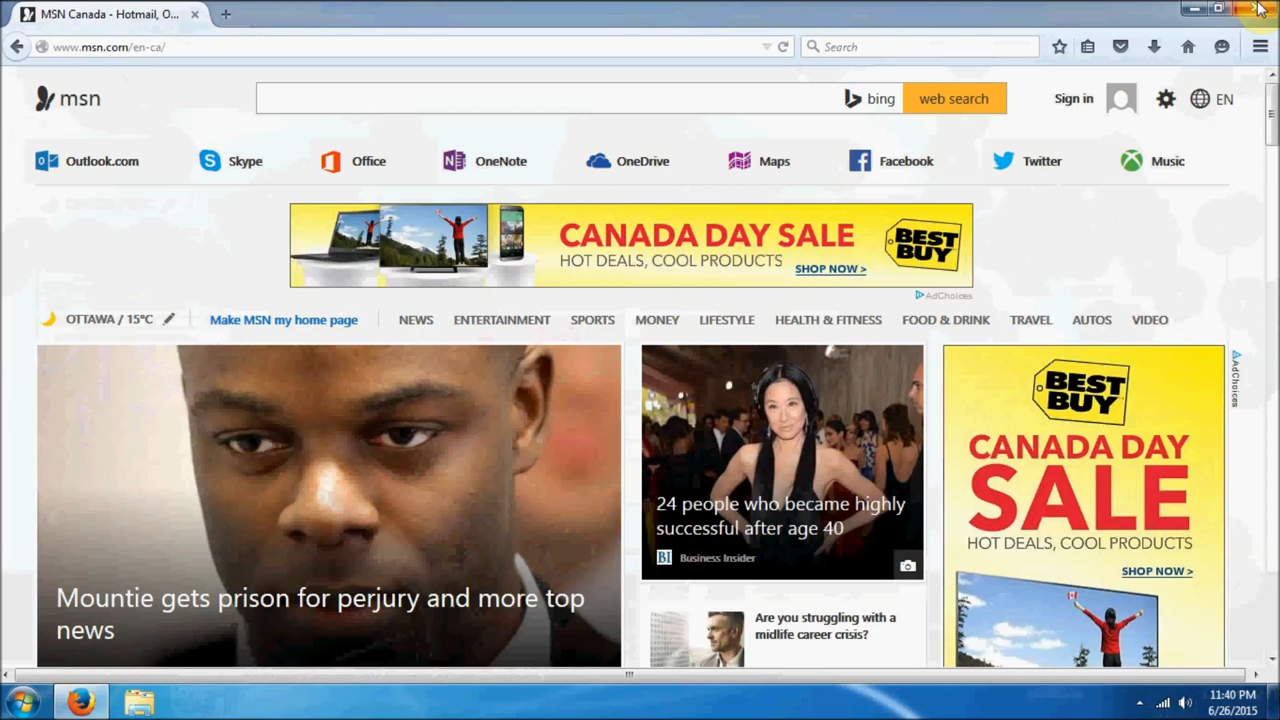 MSN Canada - Hotmail, O...
www.msn.com/en-ca/
Search
msn
bing
web search
Sign in
EN
Outlook.com
Skype
Office
OneNote
OneDrive
Maps
Facebook
Twitter
Music
CANADA DAY SALE
HOT DEALS, COOL PRODUCTS
SHOP NOW >
BEST BUY
AdChoices
OTTAWA / 15°C
Make MSN my home page
NEWS
ENTERTAINMENT
SPORTS
MONEY
LIFESTYLE
HEALTH & FITNESS
FOOD & DRINK
TRAVEL
AUTOS
VIDEO
Mountie gets prison for perjury and more top
news
24 people who became highly
successful after age 40
BI Business Insider
Are you struggling with a
midlife career crisis?
BEST
BUY
CANADA DAY
SALE
HOT DEALS, COOL PRODUCTS
SHOP NOW >
AdChoices
11:40 PM
6/26/2015